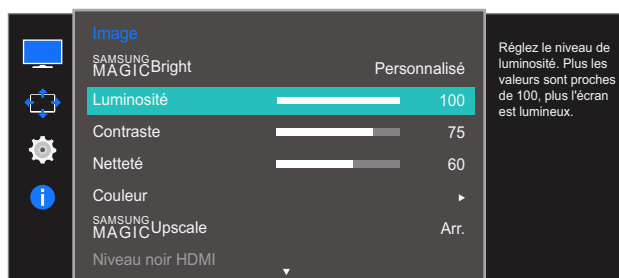 Image
SAMSUNG
MAGICBright Personnalisé
Luminosité 100
Contraste 75
Netteté 60
Couleur
SAMSUNG
MAGICUpscale Arr.
Niveau noir HDMI
Réglez le niveau de
luminosité. Plus les
valeurs sont proches
de 100, plus l'écran
est lumineux.